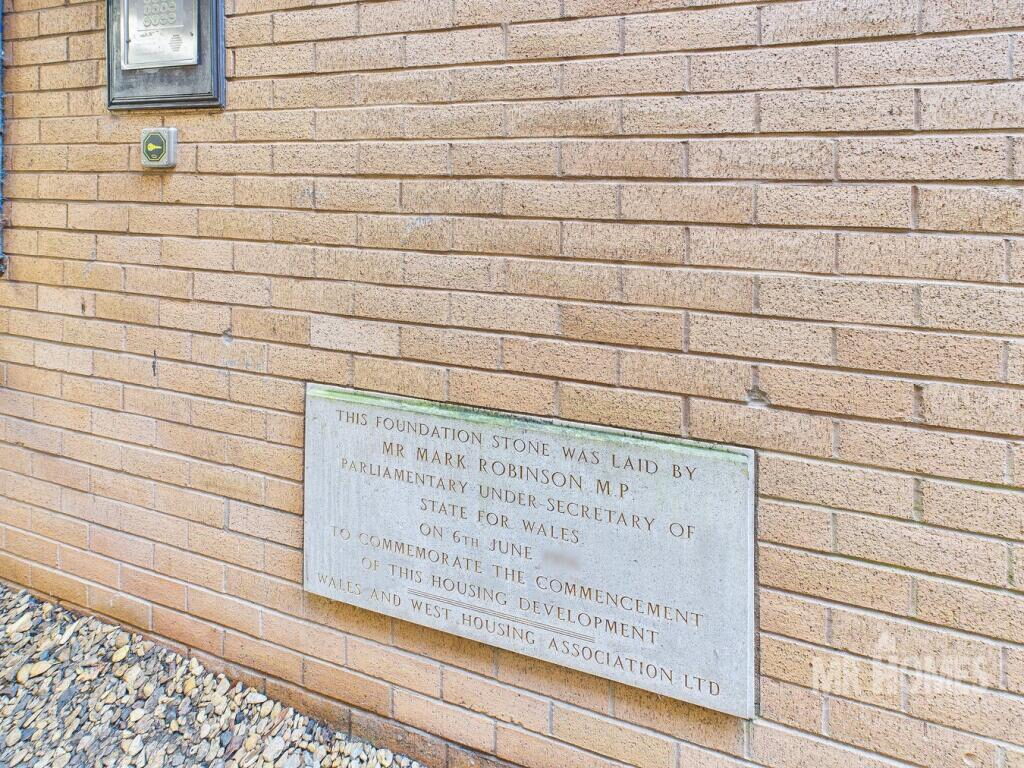 THIS FOUNDATION STONE WAS LAID BY
MR MARK ROBINSON M.P.
PARLIAMENTARY UNDER-SECRETARY OF
STATE FOR WALES
ON 6TH JUNE
TO COMMEMORATE THE COMMENCEMENT
OF THIS HOUSING DEVELOPMENT
WALES AND WEST HOUSING ASSOCIATION LTD
MR HOMES